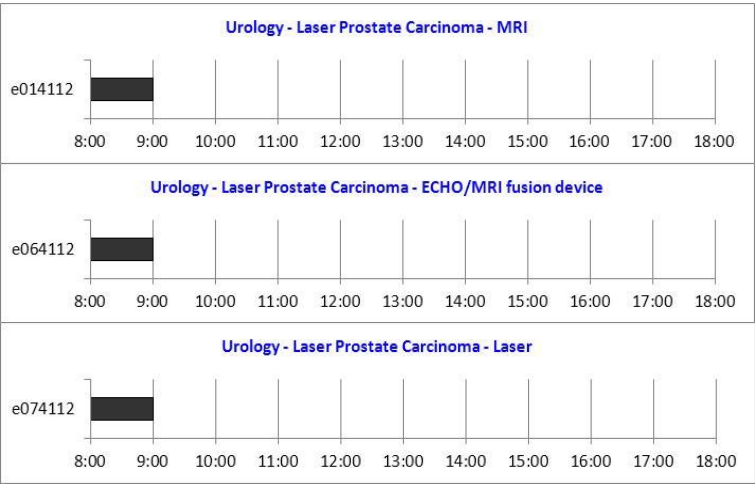 Urology - Laser Prostate Carcinoma - MRI
e014112
8:00 9:00 10:00 11:00 12:00 13:00 14:00 15:00 16:00 17:00 18:00
Urology - Laser Prostate Carcinoma - ECHO/MRI fusion device
e064112
8:00 9:00 10:00 11:00 12:00 13:00 14:00 15:00 16:00 17:00 18:00
Urology - Laser Prostate Carcinoma - Laser
e074112
8:00 9:00 10:00 11:00 12:00 13:00 14:00 15:00 16:00 17:00 18:00